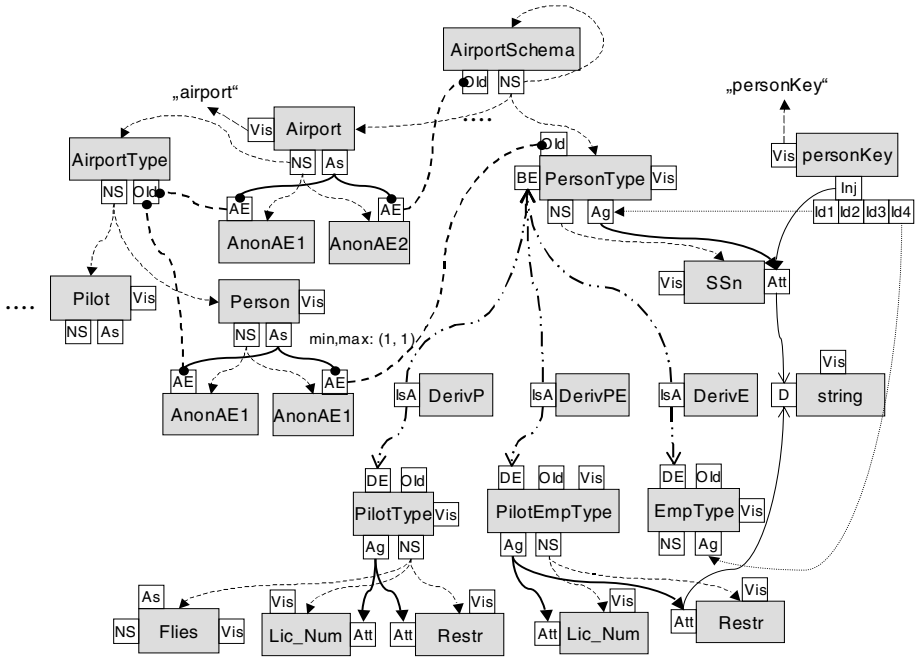 AirportSchema
OId NS
„airport“
„personKey“
Vis Airport
....
OId
Vis personKey
AirportType
NS As
BE PersonType Vis
Inj
NS OId
AE AE
NS Ag
Id1 Id2 Id3 Id4
AnonAE1 AnonAE2
Vis SSn Att
....
Pilot Vis
Person Vis
NS As
NS As
min,max: (1, 1)
Vis
AE AE
IsA DerivP
IsA DerivPE
IsA DerivE
D string
AnonAE1 AnonAE1
DE OId
DE OId Vis
DE OId
PilotType Vis
PilotEmpType
EmpType Vis
Ag NS
Ag NS
NS Ag
As
Vis
Vis
Vis
Vis
NS Flies Vis
Lic_Num Att
Att Restr
Att Lic_Num
Att Restr